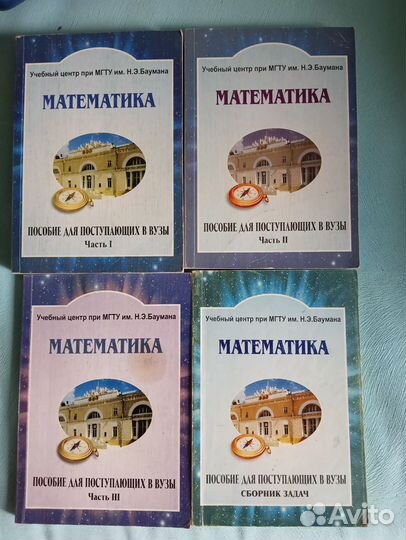 Учебный центр при МГТУ им. Н.Э.Баумана
МАТЕМАТИКА
ПОСОБИЕ ДЛЯ ПОСТУПАЮЩИХ В ВУЗЫ
Часть I
Учебный центр при МГТУ им. Н.Э.Баумана
МАТЕМАТИКА
ПОСОБИЕ ДЛЯ ПОСТУПАЮЩИХ В ВУЗЫ
Часть II
Учебный центр при МГТУ им. Н.Э.Баумана
МАТЕМАТИКА
ПОСОБИЕ ДЛЯ ПОСТУПАЮЩИХ В ВУЗЫ
Часть III
Учебный центр при МГТУ им. Н.Э.Баумана
МАТЕМАТИКА
ПОСОБИЕ ДЛЯ ПОСТУПАЮЩИХ В ВУЗЫ
СБОРНИК ЗАДАЧ
Avito